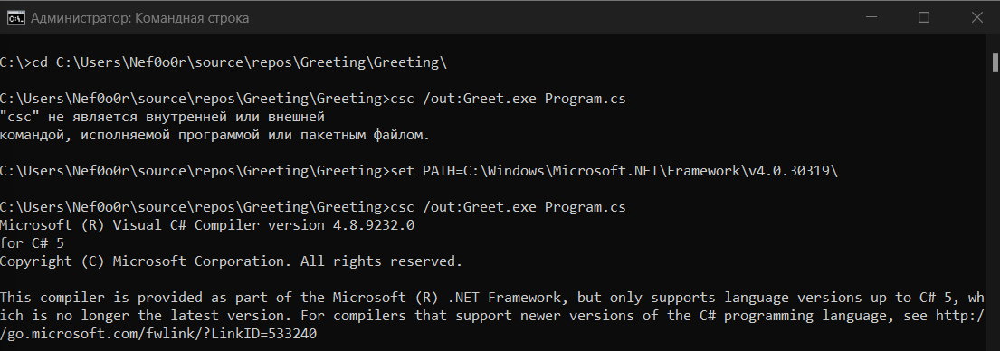 Администратор: Командная строка
C:\>cd C:\Users\Nef0o0r\source\repos\Greeting\Greeting\
C:\Users\Nef0o0r\source\repos\Greeting\Greeting>csc /out:Greet.exe Program.cs
"csc" не является внутренней или внешней
командой, исполняемой программой или пакетным файлом.
C:\Users\Nef0o0r\source\repos\Greeting\Greeting>set PATH=C:\Windows\Microsoft.NET\Framework\v4.0.30319\
C:\Users\Nef0o0r\source\repos\Greeting\Greeting>csc /out:Greet.exe Program.cs
Microsoft (R) Visual C# Compiler version 4.8.9232.0
for C# 5
Copyright (C) Microsoft Corporation. All rights reserved.
This compiler is provided as part of the Microsoft (R) .NET Framework, but only supports language versions up to C# 5, wh
ich is no longer the latest version. For compilers that support newer versions of the C# programming language, see http:/
/go.microsoft.com/fwlink/?LinkID=533240